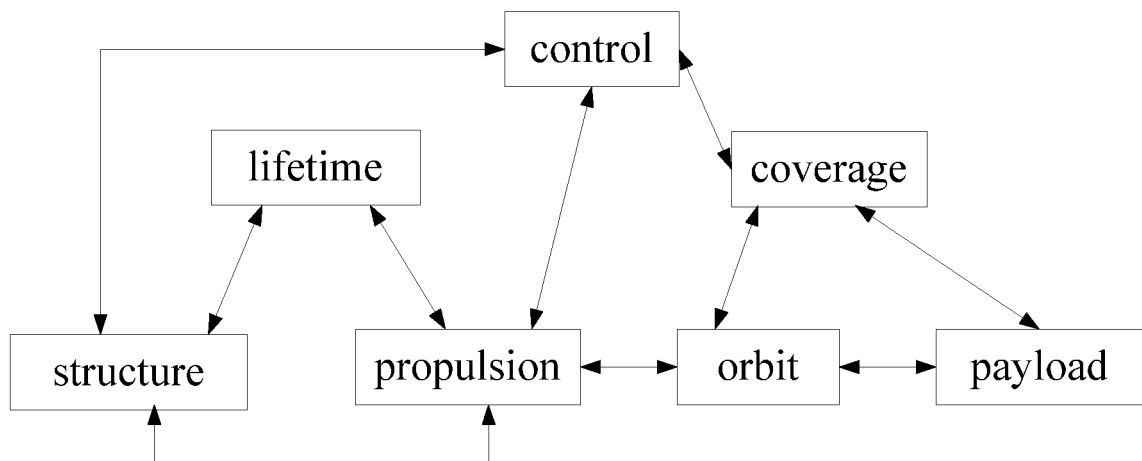 control
lifetime
coverage
structure
propulsion
orbit
payload